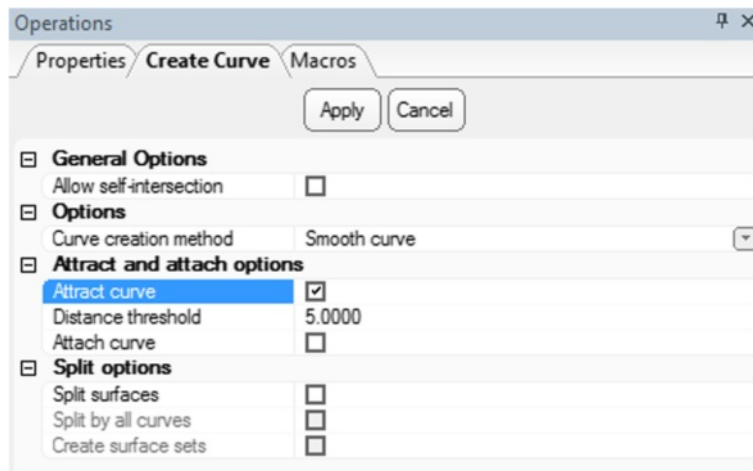 Operations
Properties Create Curve Macros
Apply Cancel
General Options
Allow self-intersection
Options
Curve creation method Smooth curve
Attract and attach options
Attract curve
Distance threshold 5.0000
Attach curve
Split options
Split surfaces
Split by all curves
Create surface sets